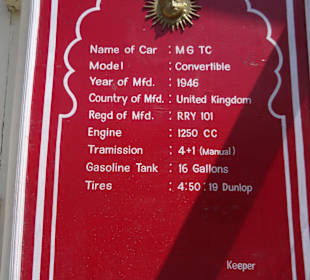 Name of Car : MG TC
Model : Convertible
Year of Mfd. : 1946
Country of Mfd. : United Kingdom
Regd of Mfd. : RRY 101
Engine : 1250 CC
Tramission : 4+1 (Manual)
Gasoline Tank : 16 Gallons
Tires : 4:50:19 Dunlop
Keeper